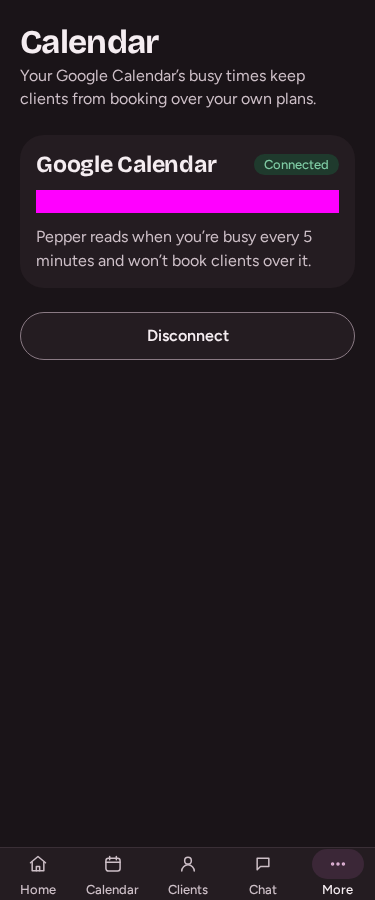 Calendar
Your Google Calendar’s busy times keep
clients from booking over your own plans.
Google Calendar
Connected
Pepper reads when you’re busy every 5
minutes and won’t book clients over it.
Disconnect
Home
Calendar
Clients
Chat
More